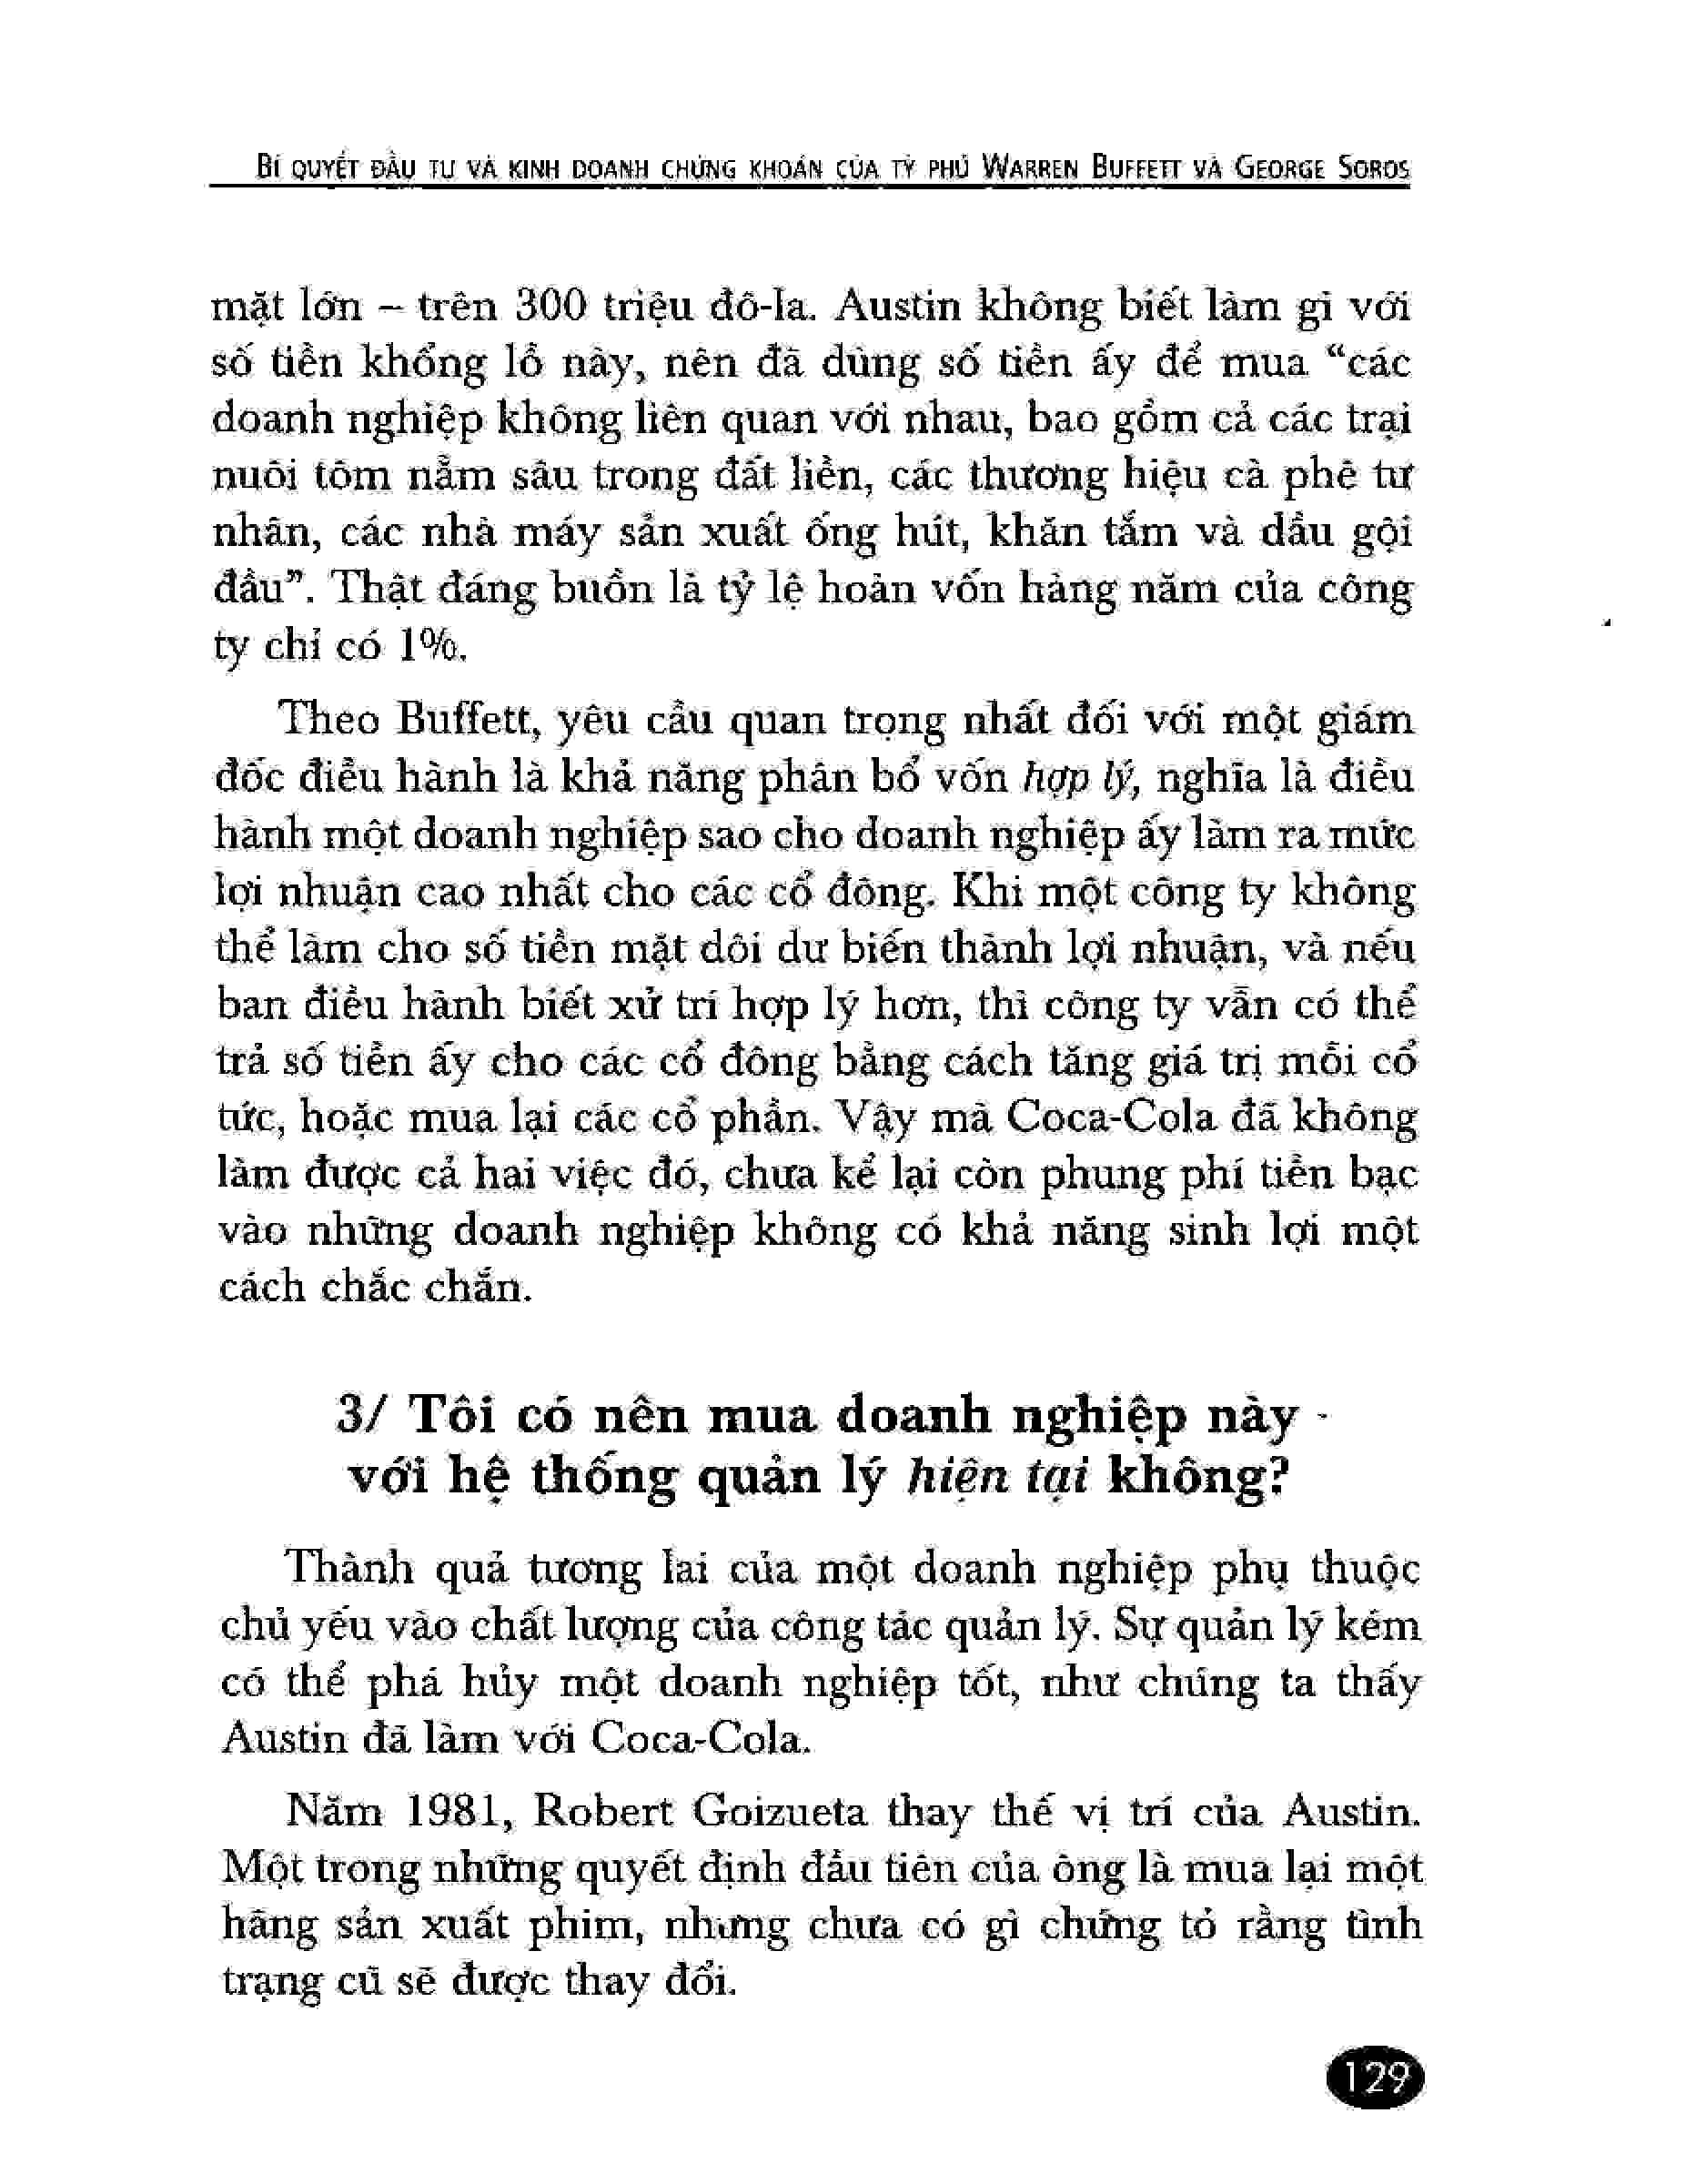 BÍ QUYẾT ĐẦU TƯ VÀ KINH DOANH CHỨNG KHOÁN CỦA TỶ PHÚ WARREN BUFFETT VÀ GEORGE SOROS
mặt lớn – trên 300 triệu đô-la. Austin không biết làm gì với
số tiền khổng lồ này, nên đã dùng số tiền ấy để mua “các
doanh nghiệp không liên quan với nhau, bao gồm cả các trại
nuôi tôm nằm sâu trong đất liền, các thương hiệu cà phê tư
nhân, các nhà máy sản xuất ống hút, khăn tắm và dầu gội
đầu”. Thật đáng buồn là tỷ lệ hoàn vốn hàng năm của công
ty chỉ có 1%.
Theo Buffett, yêu cầu quan trọng nhất đối với một giám
đốc điều hành là khả năng phân bổ vốn hợp lý, nghĩa là điều
hành một doanh nghiệp sao cho doanh nghiệp ấy làm ra mức
lợi nhuận cao nhất cho các cổ đông. Khi một công ty không
thể làm cho số tiền mặt dôi dư biến thành lợi nhuận, và nếu
ban điều hành biết xử trí hợp lý hơn, thì công ty vẫn có thể
trả số tiền ấy cho các cổ đông bằng cách tăng giá trị mỗi cổ
tức, hoặc mua lại các cổ phần. Vậy mà Coca-Cola đã không
làm được cả hai việc đó, chưa kể lại còn phung phí tiền bạc
vào những doanh nghiệp không có khả năng sinh lợi một
cách chắc chắn.
3/ Tôi có nên mua doanh nghiệp này
với hệ thống quản lý hiện tại không?
Thành quả tương lai của một doanh nghiệp phụ thuộc
chủ yếu vào chất lượng của công tác quản lý. Sự quản lý kém
có thể phá hủy một doanh nghiệp tốt, như chúng ta thấy
Austin đã làm với Coca-Cola.
Năm 1981, Robert Goizueta thay thế vị trí của Austin.
Một trong những quyết định đầu tiên của ông là mua lại một
hãng sản xuất phim, nhưng chưa có gì chứng tỏ rằng tình
trạng cũ sẽ được thay đổi.
129